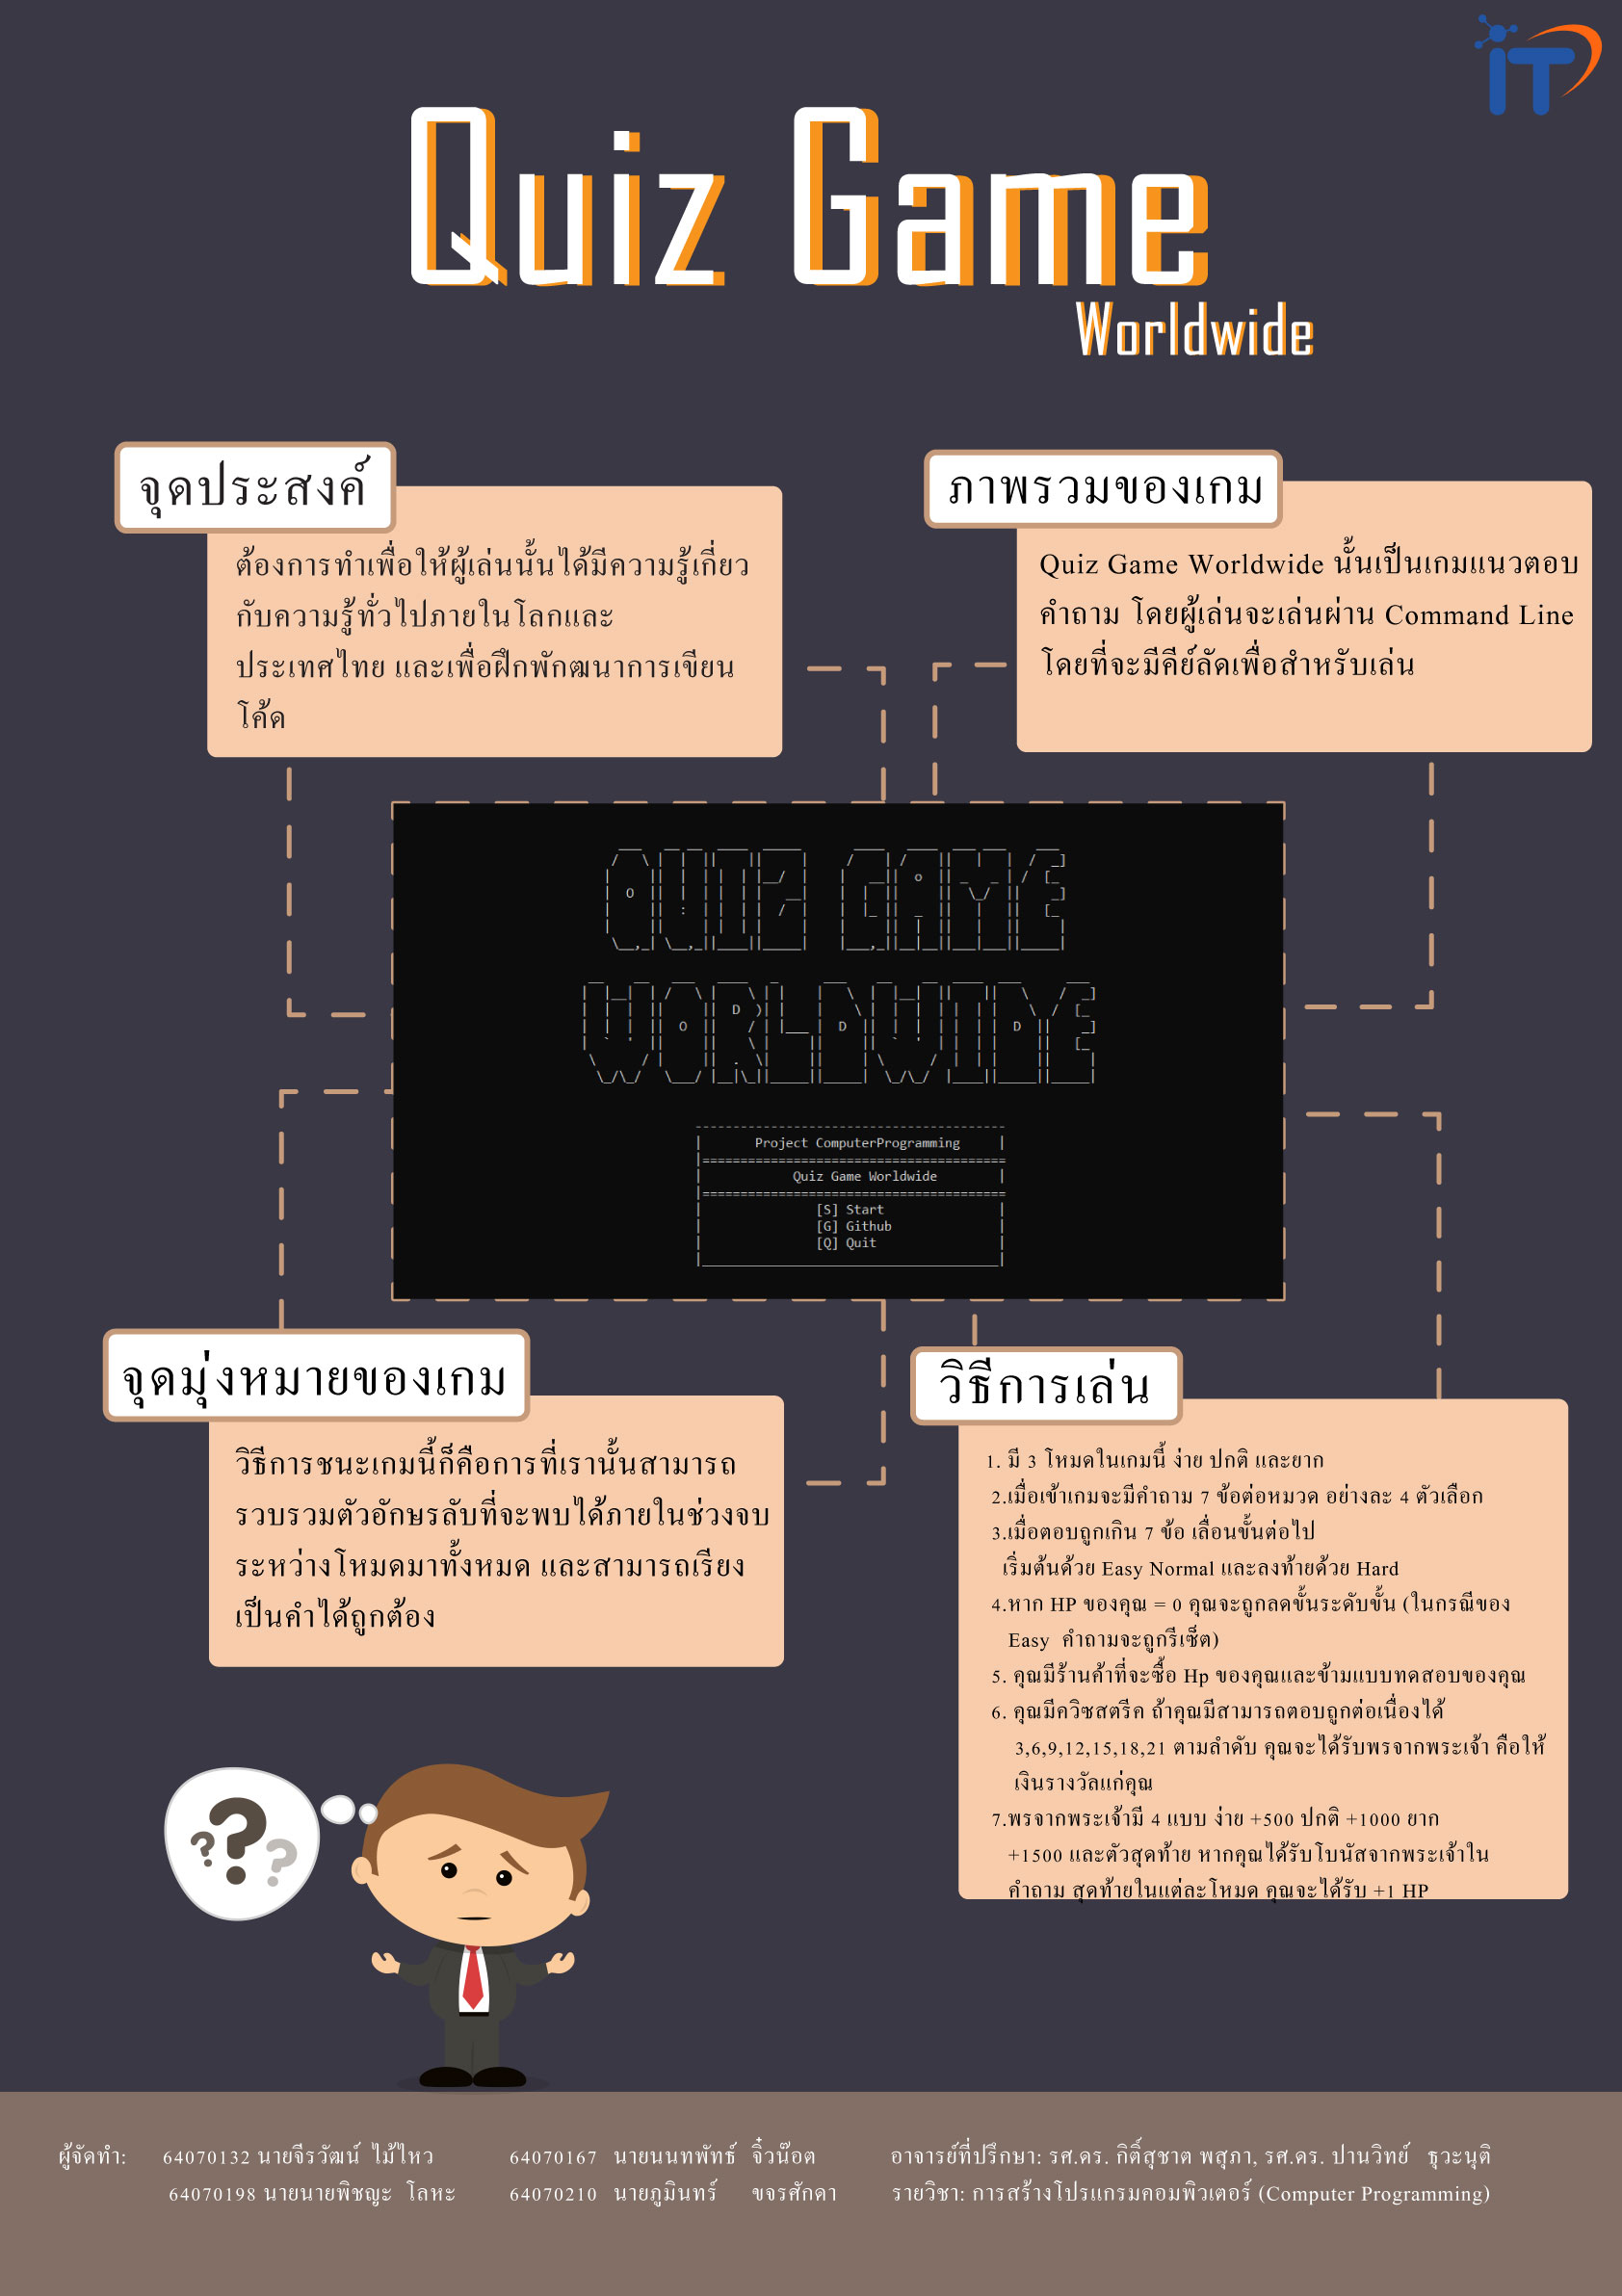 iT
Quiz Game
Worldwide
จุดประสงค์
ต้องการทำเพื่อให้ผู้เล่นนั้นได้มีความรู้เกี่ยว
กับความรู้ทั่วไปภายในโลกและ
ประเทศไทย และเพื่อฝึกพักฒนาการเขียน
โค้ด
ภาพรวมของเกม
Quiz Game Worldwide นั้นเป็นเกมแนวตอบ
คำถาม โดยผู้เล่นจะเล่นผ่าน Command Line
โดยที่จะมีคีย์ลัดเพื่อสำหรับเล่น
QUIZ GAME
WORLDWIDE
Project ComputerProgramming
Quiz Game Worldwide
[S] Start
[G] Github
[Q] Quit
จุดมุ่งหมายของเกม
วิธีการชนะเกมนี้ก็คือการที่เรานั้นสามารถ
รวบรวมตัวอักษรลับที่จะพบได้ภายในช่วงจบ
ระหว่างโหมดมาทั้งหมด และสามารถเรียง
เป็นคำได้ถูกต้อง
วิธีการเล่น
1. มี 3 โหมดในเกมนี้ ง่าย ปกติ และยาก
2.เมื่อเข้าเกมจะมีคำถาม 7 ข้อต่อหมวด อย่างละ 4 ตัวเลือก
3.เมื่อตอบถูกเกิน 7 ข้อ เลื่อนขั้นต่อไป
เริ่มต้นด้วย Easy Normal และลงท้ายด้วย Hard
4.หาก HP ของคุณ = 0 คุณจะถูกลดขั้นระดับขั้น (ในกรณีของ
Easy คำถามจะถูกรีเซ็ต)
5. คุณมีร้านค้าที่จะซื้อ Hp ของคุณและข้ามแบบทดสอบของคุณ
6. คุณมีควิซสตรีค ถ้าคุณมีสามารถตอบถูกต่อเนื่องได้
3,6,9,12,15,18,21 ตามลำดับ คุณจะได้รับพรจากพระเจ้า คือให้
เงินรางวัลแก่คุณ
7.พรจากพระเจ้ามี 4 แบบ ง่าย +500 ปกติ +1000 ยาก
+1500 และตัวสุดท้าย หากคุณได้รับโบนัสจากพระเจ้าใน
คำถาม สุดท้ายในแต่ละโหมด คุณจะได้รับ +1 HP
? ? ?
ผู้จัดทำ: 64070132 นายจีรวัฒน์ ไม้ไหว 64070167 นายนนทพัทธ์ จิ๋วน๊อต อาจารย์ที่ปรึกษา: รศ.ดร. กิติ์สุชาต พสุภา, รศ.ดร. ปานวิทย์ ธุวะนุติ
64070198 นายนายพิชญะ โลหะ 64070210 นายภูมินทร์ ขจรศักดา รายวิชา: การสร้างโปรแกรมคอมพิวเตอร์ (Computer Programming)